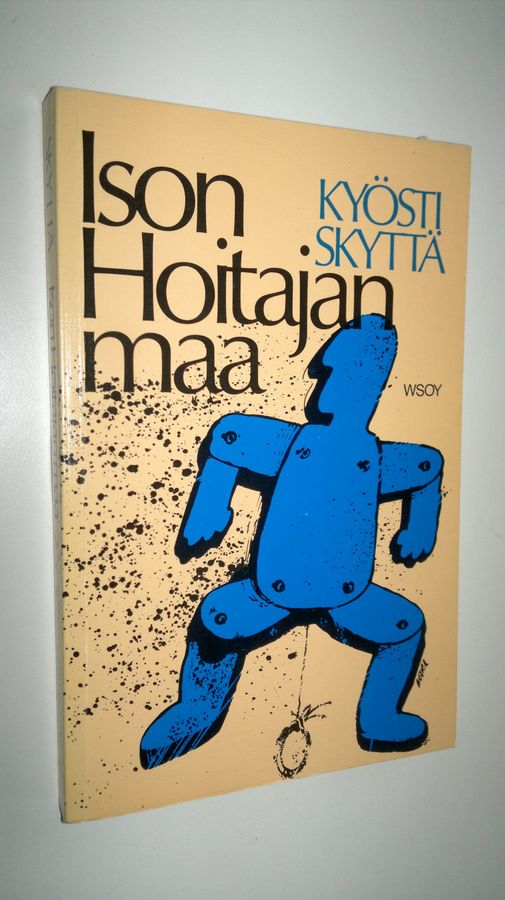 Ison
Hoitajan
maa
KYÖSTI
SKYTTÄ
WSOY